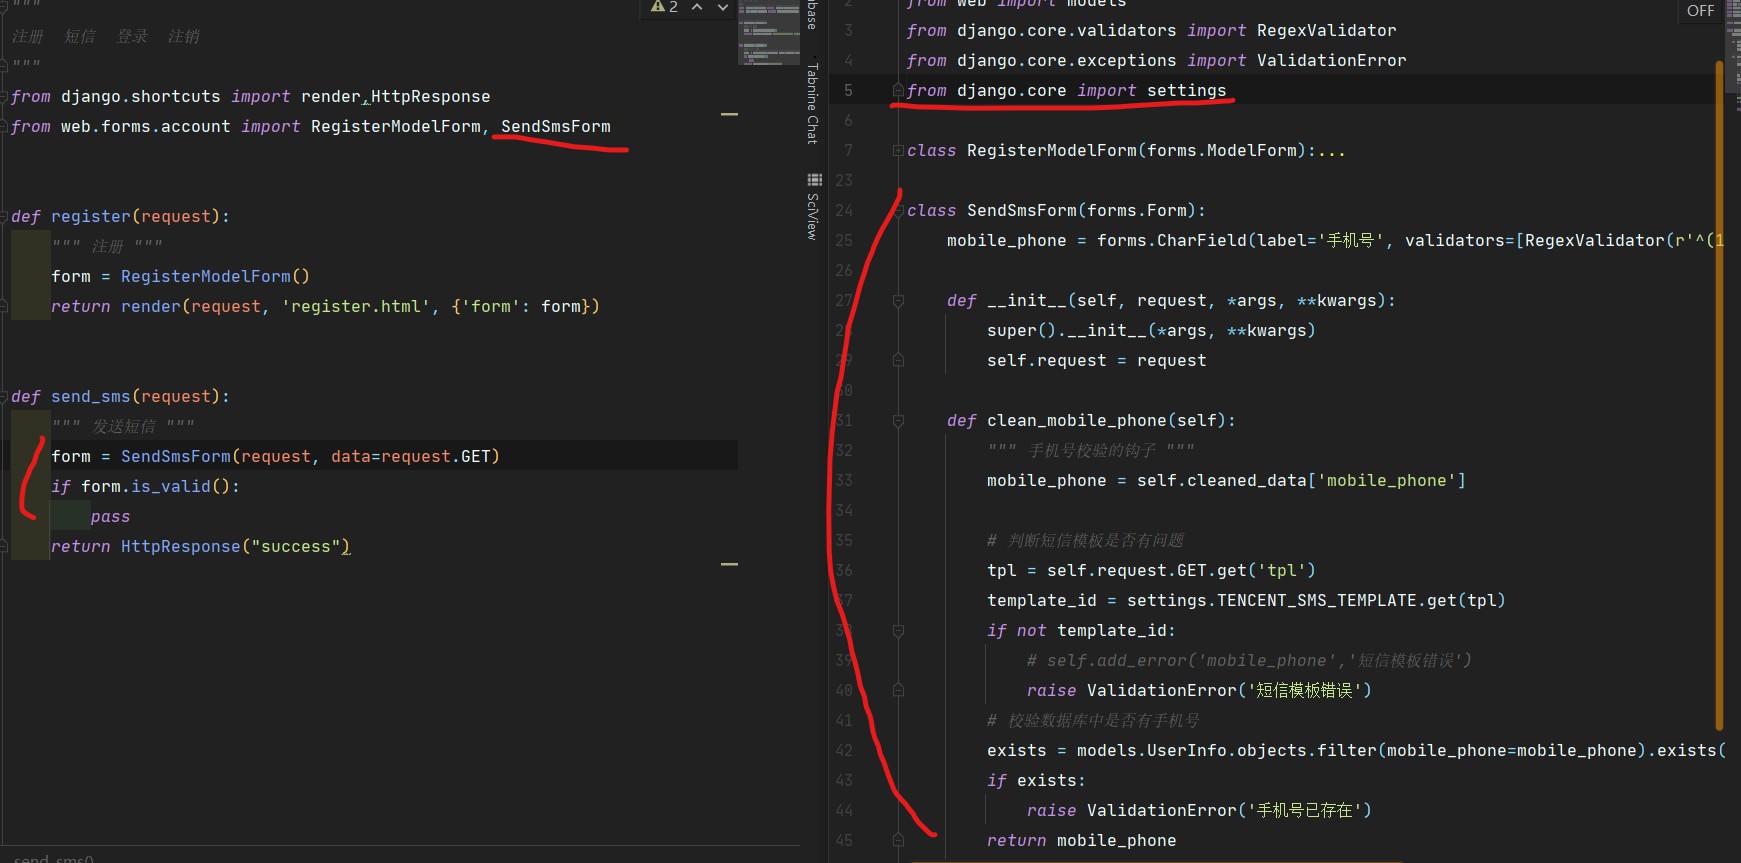 """
注册 短信 登录 注销
"""
from django.shortcuts import render,HttpResponse
from web.forms.account import RegisterModelForm, SendSmsForm
def register(request):
""" 注册 """
form = RegisterModelForm()
return render(request, 'register.html', {'form': form})
def send_sms(request):
""" 发送短信 """
form = SendSmsForm(request, data=request.GET)
if form.is_valid():
pass
return HttpResponse("success")
send_sms()
2
base
Tabnine Chat
SciView
OFF
2 from web import models
3 from django.core.validators import RegexValidator
4 from django.core.exceptions import ValidationError
5 from django.core import settings
6
7 class RegisterModelForm(forms.ModelForm):...
23
24 class SendSmsForm(forms.Form):
25 mobile_phone = forms.CharField(label='手机号', validators=[RegexValidator(r'^(1
26
27 def __init__(self, request, *args, **kwargs):
28 super().__init__(*args, **kwargs)
29 self.request = request
30
31 def clean_mobile_phone(self):
32 """ 手机号校验的钩子 """
33 mobile_phone = self.cleaned_data['mobile_phone']
34
35 # 判断短信模板是否有问题
36 tpl = self.request.GET.get('tpl')
37 template_id = settings.TENCENT_SMS_TEMPLATE.get(tpl)
38 if not template_id:
39 # self.add_error('mobile_phone','短信模板错误')
40 raise ValidationError('短信模板错误')
41 # 校验数据库中是否有手机号
42 exists = models.UserInfo.objects.filter(mobile_phone=mobile_phone).exists(
43 if exists:
44 raise ValidationError('手机号已存在')
45 return mobile_phone